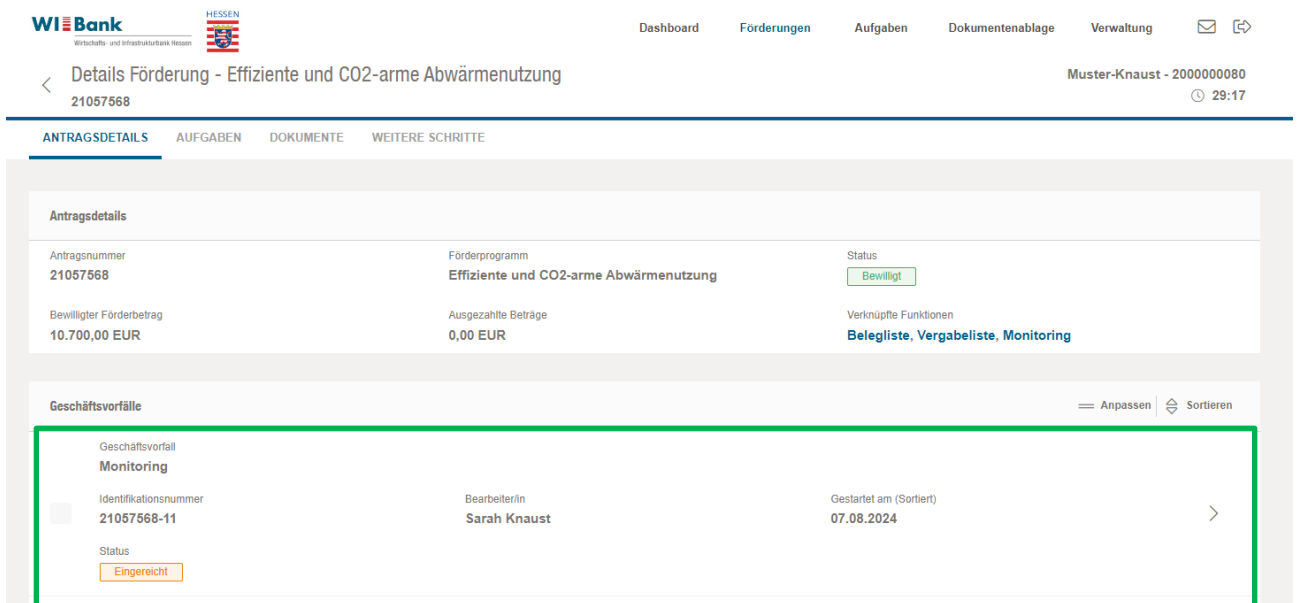 WIBank
Wirtschafts- und Infrastrukturbank Hessen
HESSEN
Dashboard Förderungen Aufgaben Dokumentenablage Verwaltung
Details Förderung - Effiziente und CO2-arme Abwärmenutzung
21057568
Muster-Knaust - 2000000080
29:17
ANTRAGSDETAILS AUFGABEN DOKUMENTE WEITERE SCHRITTE
Antragsdetails
Antragsnummer Förderprogramm Status
21057568 Effiziente und CO2-arme Abwärmenutzung Bewilligt
Bewilligter Förderbetrag Ausgezahlte Beträge Verknüpfte Funktionen
10.700,00 EUR 0,00 EUR Belegliste, Vergabeliste, Monitoring
Geschäftsvorfälle Anpassen Sortieren
Geschäftsvorfall
Monitoring
Identifikationsnummer Bearbeiter/in Gestartet am (Sortiert)
21057568-11 Sarah Knaust 07.08.2024
Status
Eingereicht